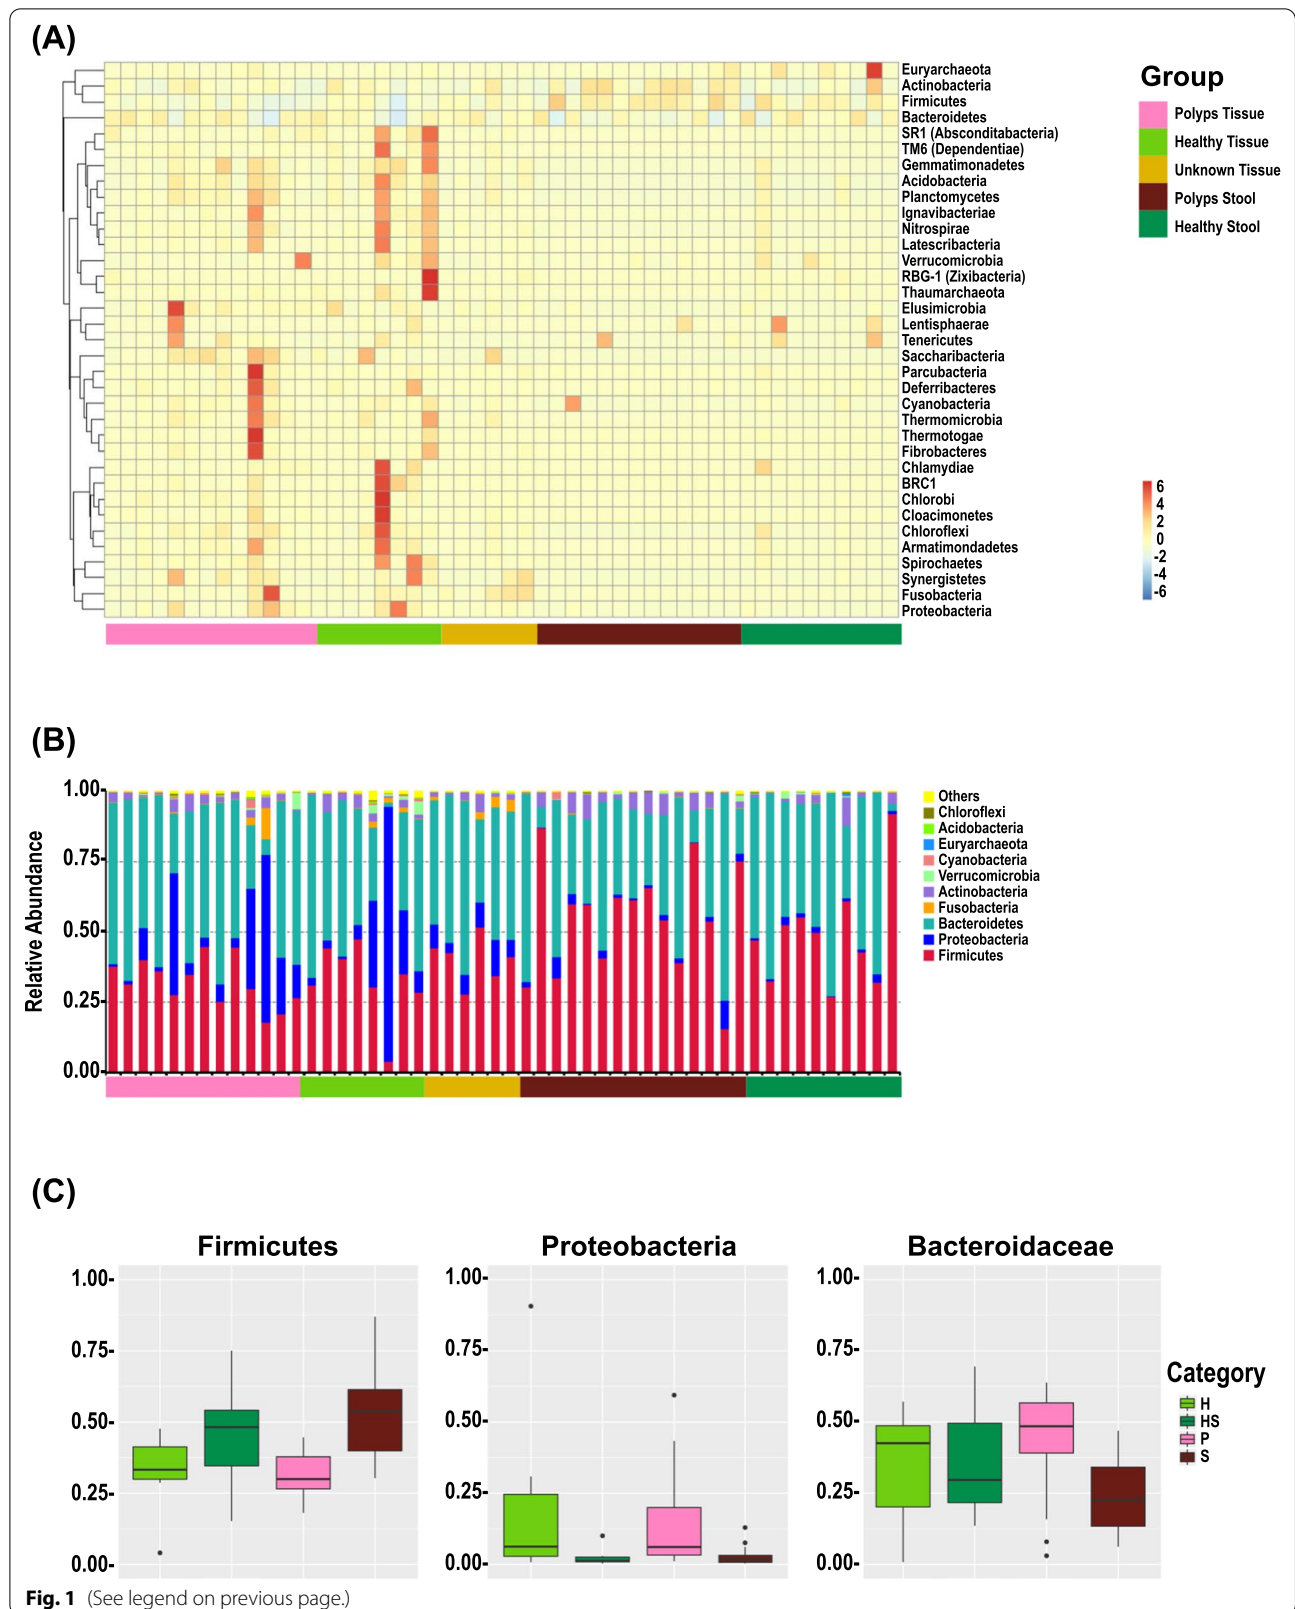 (A)
Euryarchaeota
Actinobacteria
Firmicutes
Bacteroidetes
SR1 (Absconditabacteria)
TM6 (Dependentiae)
Gemmatimonadetes
Acidobacteria
Planctomycetes
Ignavibacteriae
Nitrospirae
Latescribacteria
Verrucomicrobia
RBG-1 (Zixibacteria)
Thaumarchaeota
Elusimicrobia
Lentisphaerae
Tenericutes
Saccharibacteria
Parcubacteria
Deferribacteres
Cyanobacteria
Thermomicrobia
Thermotogae
Fibrobacteres
Chlamydiae
BRC1
Chlorobi
Cloacimonetes
Chloroflexi
Armatimondadetes
Spirochaetes
Synergistetes
Fusobacteria
Proteobacteria
Group
Polyps Tissue
Healthy Tissue
Unknown Tissue
Polyps Stool
Healthy Stool
6
4
2
0
-2
-4
-6
(B)
Relative Abundance
1.00
0.75
0.50
0.25
0.00
Others
Chloroflexi
Acidobacteria
Euryarchaeota
Cyanobacteria
Verrucomicrobia
Actinobacteria
Fusobacteria
Bacteroidetes
Proteobacteria
Firmicutes
(C)
Firmicutes
1.00
0.75
0.50
0.25
0.00
Proteobacteria
1.00
0.75
0.50
0.25
0.00
Bacteroidaceae
1.00
0.75
0.50
0.25
0.00
Category
H
HS
P
S
Fig. 1 (See legend on previous page.)